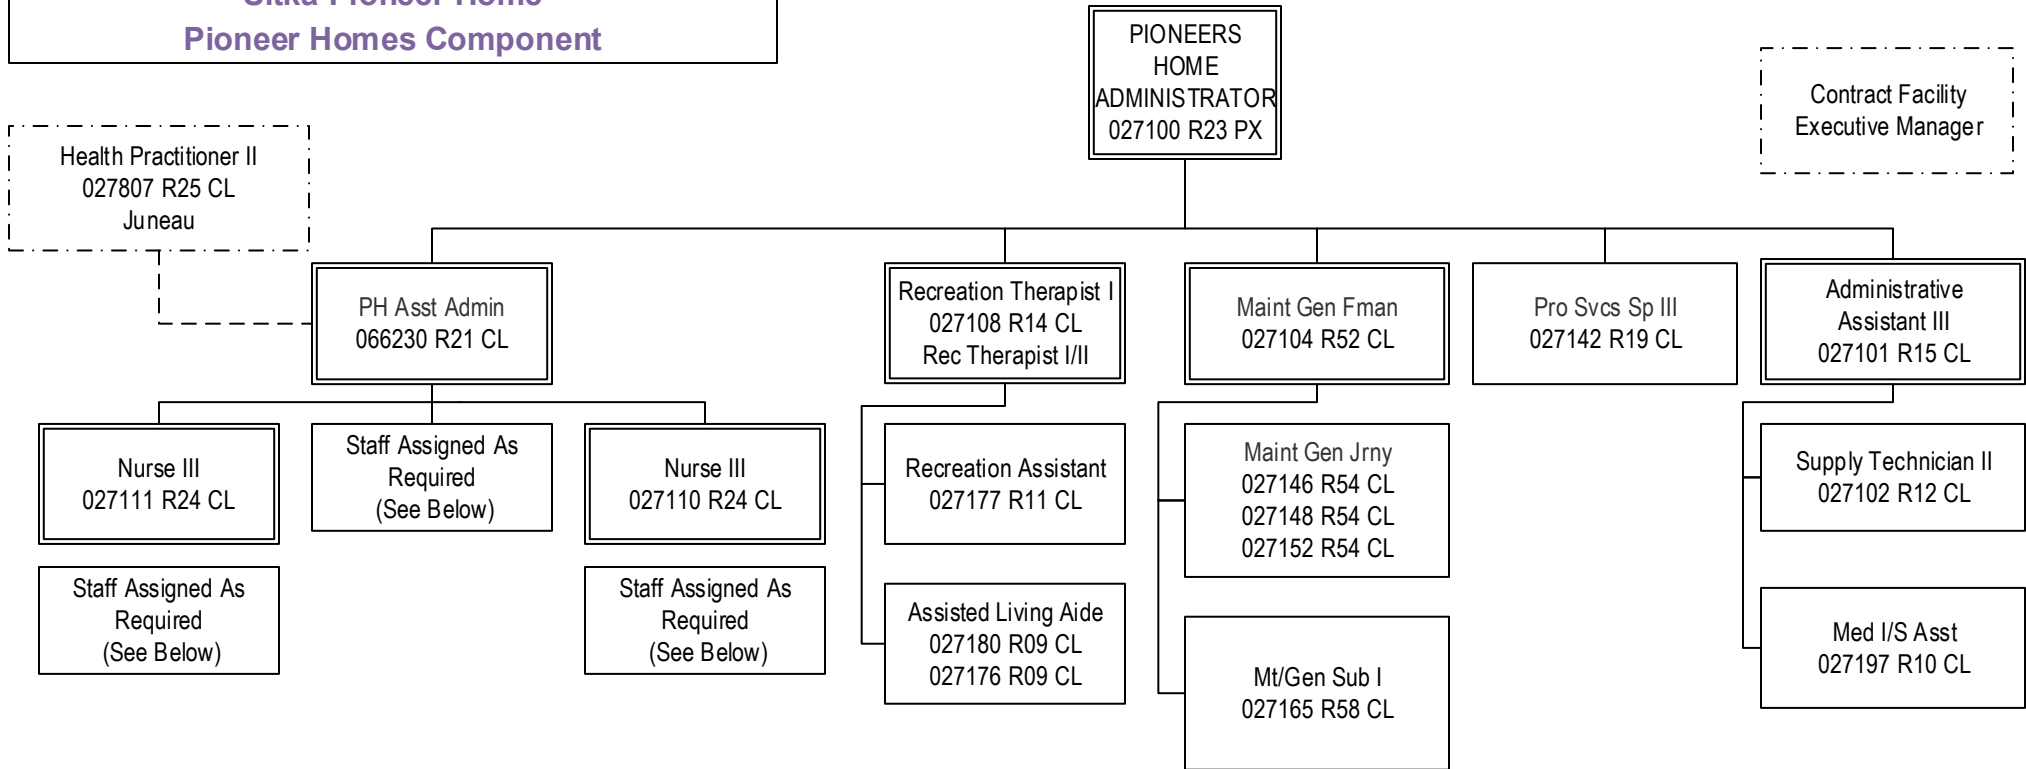 Sitka Pioneer Home
Pioneer Homes Component
PIONEERS
HOME
ADMINISTRATOR
027100 R23 PX
Contract Facility
Executive Manager
Health Practitioner II
027807 R25 CL
Juneau
PH Asst Admin
066230 R21 CL
Recreation Therapist I
027108 R14 CL
Rec Therapist I/II
Maint Gen Fman
027104 R52 CL
Pro Svcs Sp III
027142 R19 CL
Administrative
Assistant III
027101 R15 CL
Nurse III
027111 R24 CL
Staff Assigned As
Required
(See Below)
Nurse III
027110 R24 CL
Recreation Assistant
027177 R11 CL
Maint Gen Jrny
027146 R54 CL
027148 R54 CL
027152 R54 CL
Supply Technician II
027102 R12 CL
Staff Assigned As
Required
(See Below)
Staff Assigned As
Required
(See Below)
Assisted Living Aide
027180 R09 CL
027176 R09 CL
Mt/Gen Sub I
027165 R58 CL
Med I/S Asst
027197 R10 CL